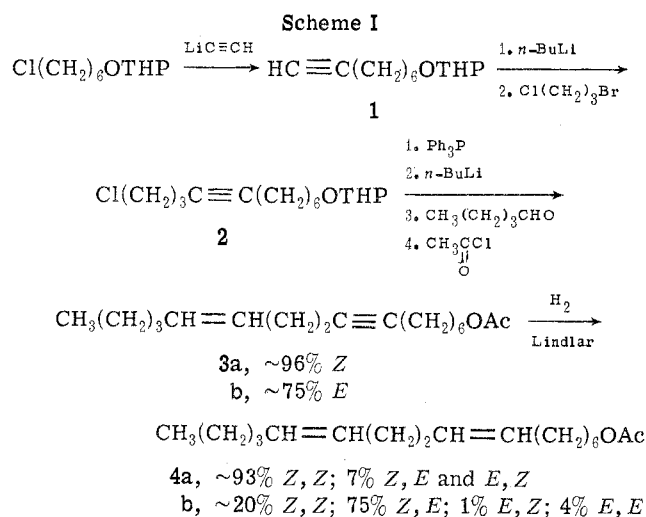 Scheme I
Cl(CH₂)₆OTHP LiC≡CH HC≡C(CH₂)₆OTHP 1. n-BuLi
2. Cl(CH₂)₃Br
1
Cl(CH₂)₃C≡C(CH₂)₆OTHP
2
1. Ph₃P
2. n-BuLi
3. CH₃(CH₂)₃CHO
4. CH₃CCl
O
CH₃(CH₂)₃CH=CH(CH₂)₂C≡C(CH₂)₆OAc H₂
Lindlar
3a, ~96% Z
b, ~75% E
CH₃(CH₂)₃CH=CH(CH₂)₂CH=CH(CH₂)₆OAc
4a, ~93% Z,Z; 7% Z,E and E,Z
b, ~20% Z,Z; 75% Z,E; 1% E,Z; 4% E,E